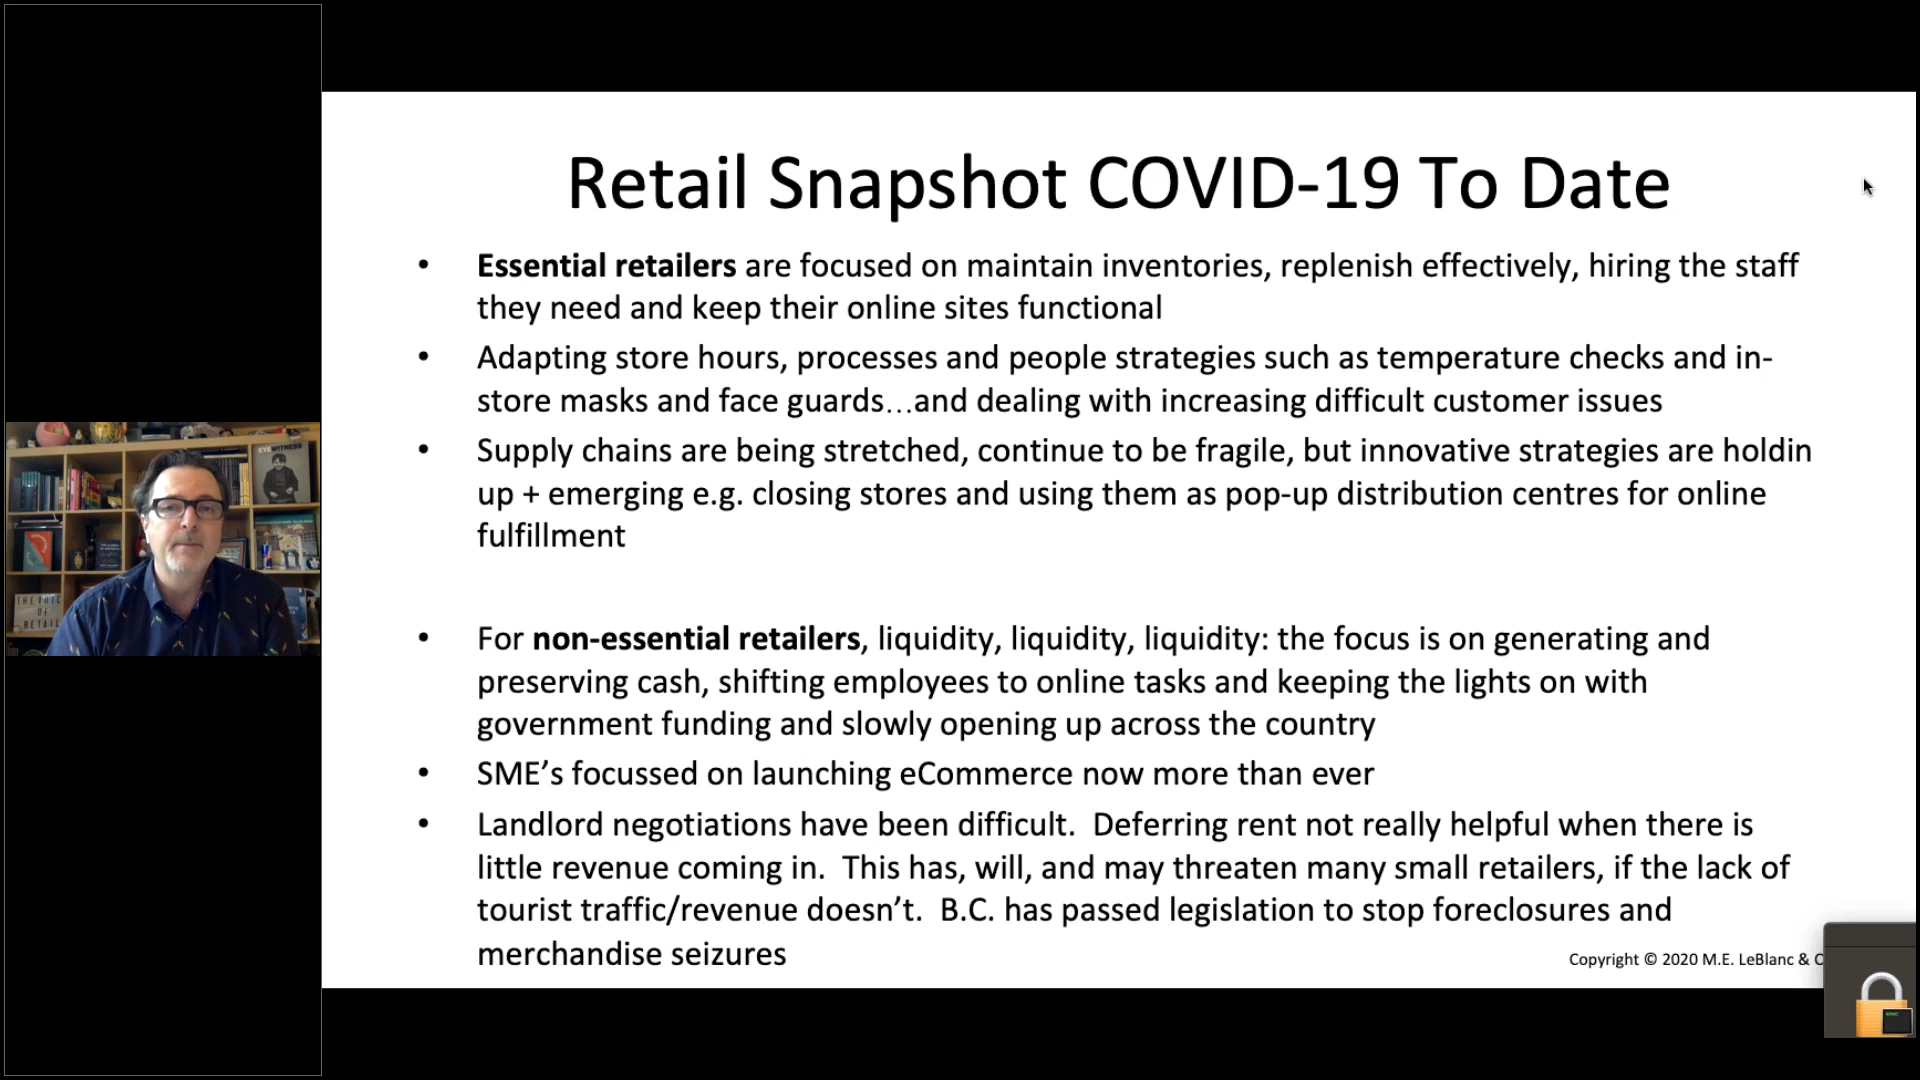 Retail Snapshot COVID-19 To Date
• Essential retailers are focused on maintain inventories, replenish effectively, hiring the staff
they need and keep their online sites functional
• Adapting store hours, processes and people strategies such as temperature checks and in-
store masks and face guards…and dealing with increasing difficult customer issues
• Supply chains are being stretched, continue to be fragile, but innovative strategies are holdin
up + emerging e.g. closing stores and using them as pop-up distribution centres for online
fulfillment
• For non-essential retailers, liquidity, liquidity, liquidity: the focus is on generating and
preserving cash, shifting employees to online tasks and keeping the lights on with
government funding and slowly opening up across the country
• SME’s focussed on launching eCommerce now more than ever
• Landlord negotiations have been difficult.  Deferring rent not really helpful when there is
little revenue coming in.  This has, will, and may threaten many small retailers, if the lack of
tourist traffic/revenue doesn’t.  B.C. has passed legislation to stop foreclosures and
merchandise seizures
Copyright © 2020 M.E. LeBlanc & C
EYEWITNESS
THE VOICE
OF
RETAIL